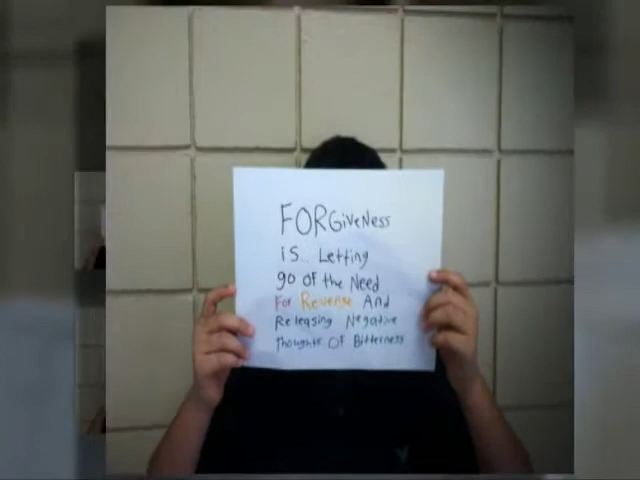 FORGiveNess
iS.. Letting
go of the Need
For Revenge And
Releasing Negative
thoughts OF Bitterness